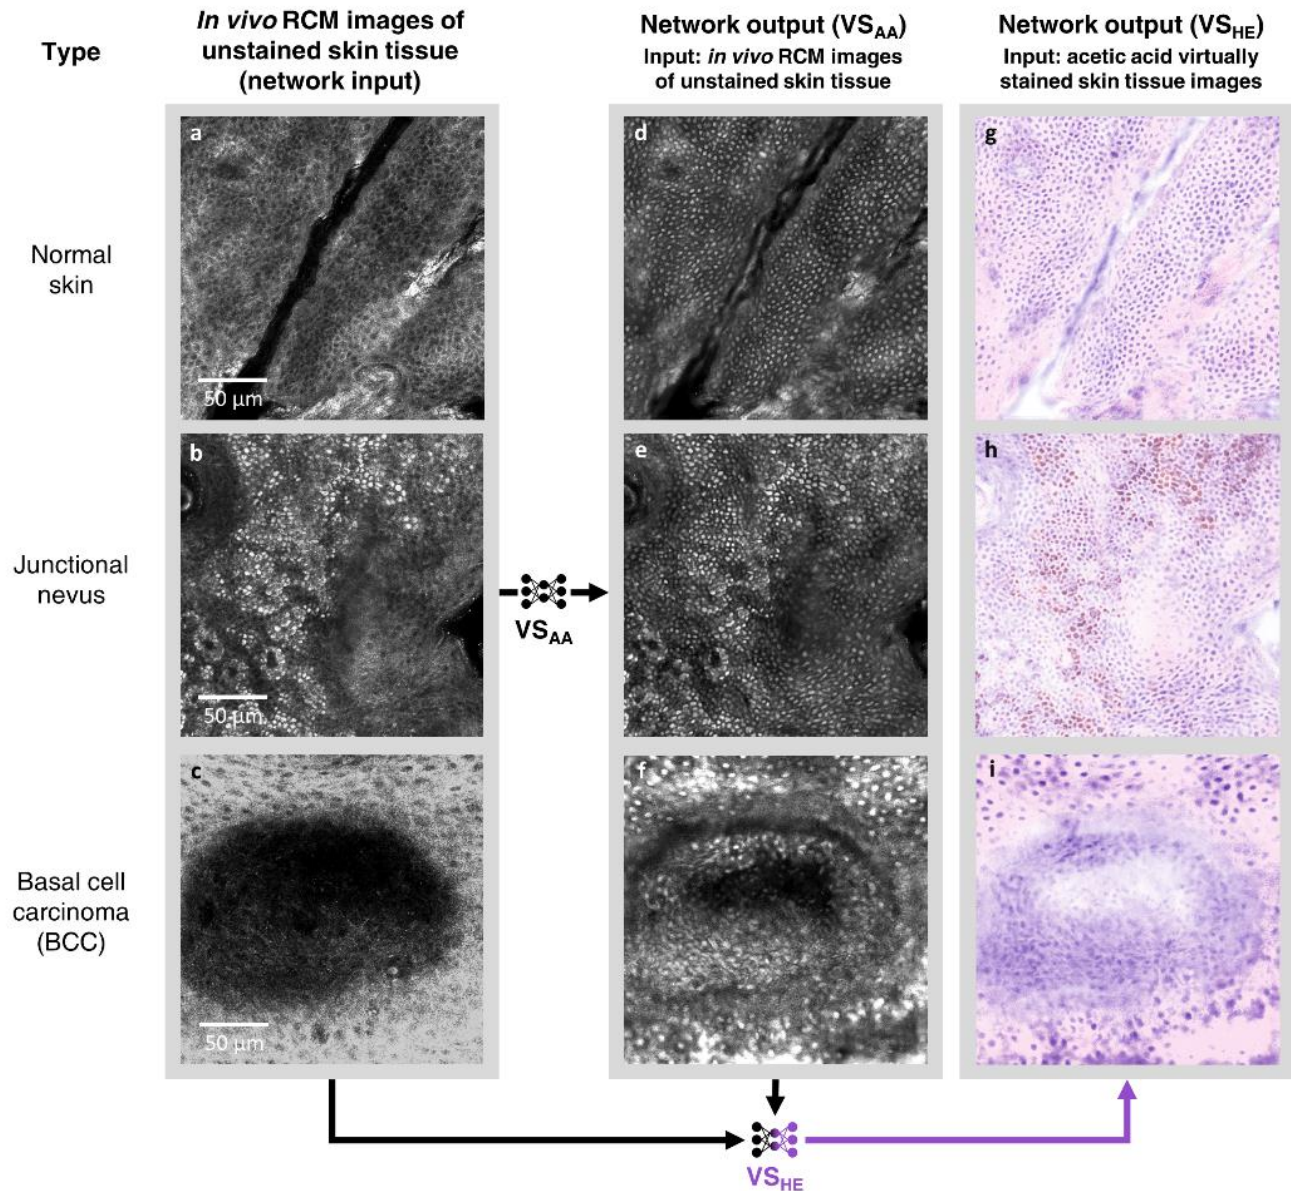 Type
In vivo RCM images of
unstained skin tissue
(network input)
Network output (VSAA)
Input: in vivo RCM images
of unstained skin tissue
Network output (VSHE)
Input: acetic acid virtually
stained skin tissue images
Normal
skin
a
50 µm
d
g
Junctional
nevus
b
50 µm
VSAA
e
h
Basal cell
carcinoma
(BCC)
c
50 µm
f
i
VSHE